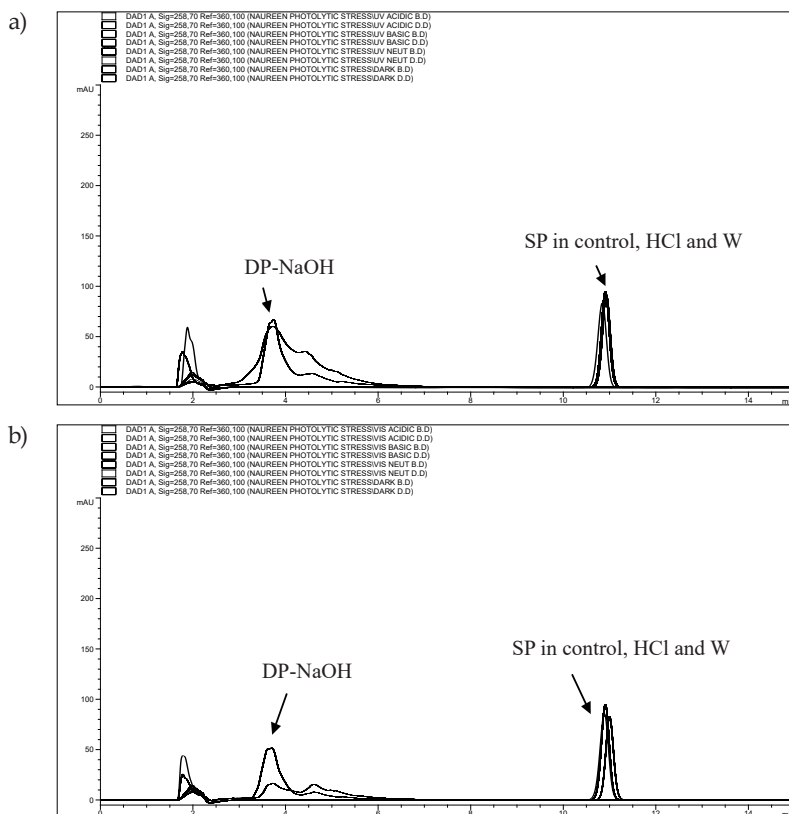 a)
DAD1 A, Sig=258,70 Ref=360,100 (NAUREEN PHOTOLYTIC STRESS\UV ACIDIC B.D)
DAD1 A, Sig=258,70 Ref=360,100 (NAUREEN PHOTOLYTIC STRESS\UV ACIDIC D.D)
DAD1 A, Sig=258,70 Ref=360,100 (NAUREEN PHOTOLYTIC STRESS\UV BASIC B.D)
DAD1 A, Sig=258,70 Ref=360,100 (NAUREEN PHOTOLYTIC STRESS\UV BASIC D.D)
DAD1 A, Sig=258,70 Ref=360,100 (NAUREEN PHOTOLYTIC STRESS\UV NEUT B.D)
DAD1 A, Sig=258,70 Ref=360,100 (NAUREEN PHOTOLYTIC STRESS\UV NEUT D.D)
DAD1 A, Sig=258,70 Ref=360,100 (NAUREEN PHOTOLYTIC STRESS\DARK B.D)
DAD1 A, Sig=258,70 Ref=360,100 (NAUREEN PHOTOLYTIC STRESS\DARK D.D)
mAU
250
200
150
SP in control, HCl and W
DP-NaOH
100
50
0
0 2 4 6 8 10 12 14 m
b)
DAD1 A, Sig=258,70 Ref=360,100 (NAUREEN PHOTOLYTIC STRESS\VIS ACIDIC B.D)
DAD1 A, Sig=258,70 Ref=360,100 (NAUREEN PHOTOLYTIC STRESS\VIS ACIDIC D.D)
DAD1 A, Sig=258,70 Ref=360,100 (NAUREEN PHOTOLYTIC STRESS\VIS BASIC B.D)
DAD1 A, Sig=258,70 Ref=360,100 (NAUREEN PHOTOLYTIC STRESS\VIS BASIC D.D)
DAD1 A, Sig=258,70 Ref=360,100 (NAUREEN PHOTOLYTIC STRESS\VIS NEUT B.D)
DAD1 A, Sig=258,70 Ref=360,100 (NAUREEN PHOTOLYTIC STRESS\VIS NEUT D.D)
DAD1 A, Sig=258,70 Ref=360,100 (NAUREEN PHOTOLYTIC STRESS\DARK B.D)
DAD1 A, Sig=258,70 Ref=360,100 (NAUREEN PHOTOLYTIC STRESS\DARK D.D)
mAU
250
200
150
SP in control, HCl and W
DP-NaOH
100
50
0
0 2 4 6 8 10 12 14 m